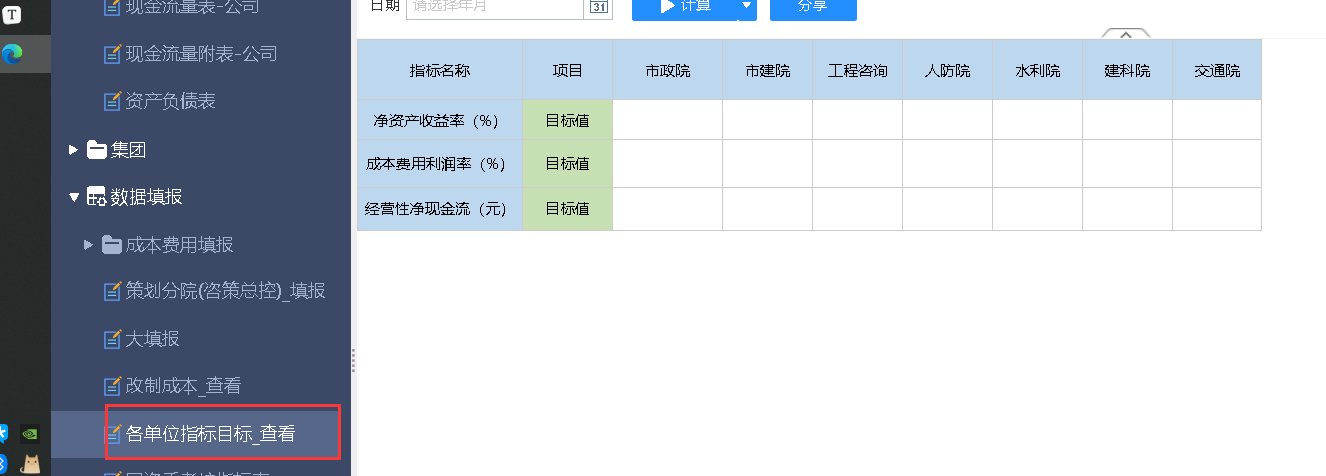 T
现金流量表-公司
现金流量附表-公司
资产负债表
集团
数据填报
成本费用填报
策划分院(咨策总控)_填报
大填报
改制成本_查看
各单位指标目标_查看
日期 请选择年月 31 计算 分享
指标名称 项目 市政院 市建院 工程咨询 人防院 水利院 建科院 交通院
净资产收益率（%） 目标值
成本费用利润率（%） 目标值
经营性净现金流（元） 目标值